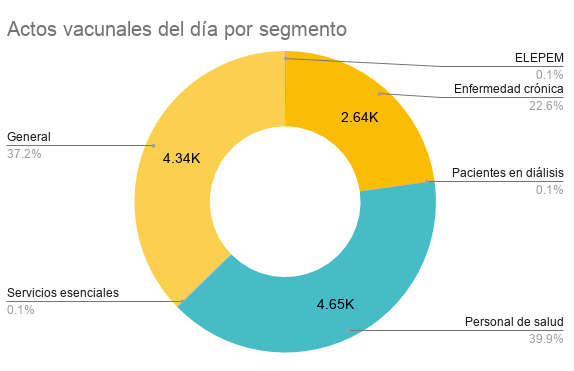 Actos vacunales del día por segmento
ELEPEM
0.1%
Enfermedad crónica
22.6%
2.64K
General
37.2%
4.34K
Pacientes en diálisis
0.1%
Servicios esenciales
0.1%
4.65K
Personal de salud
39.9%